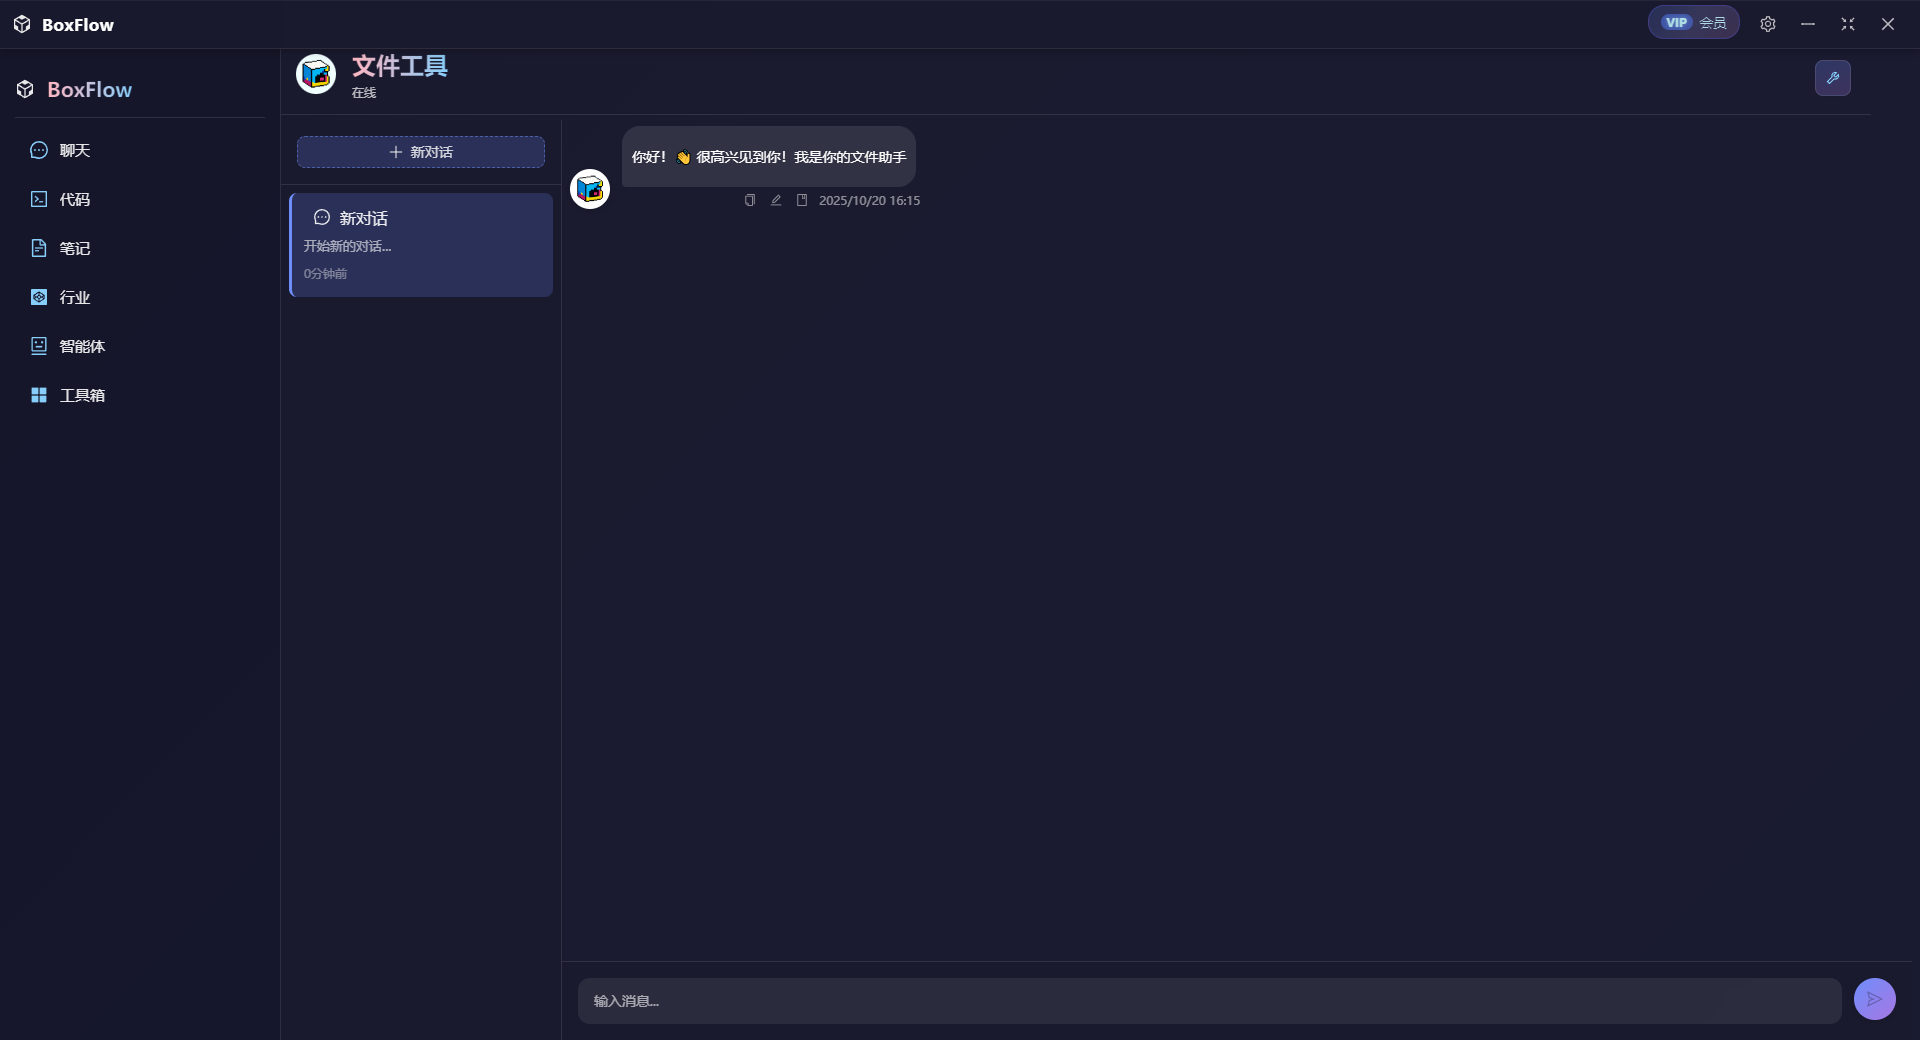 BoxFlow
VIP 会员
BoxFlow
聊天
代码
笔记
行业
智能体
工具箱
文件工具
在线
新对话
新对话
开始新的对话...
0分钟前
你好！👋 很高兴见到你！我是你的文件助手
2025/10/20 16:15
输入消息...